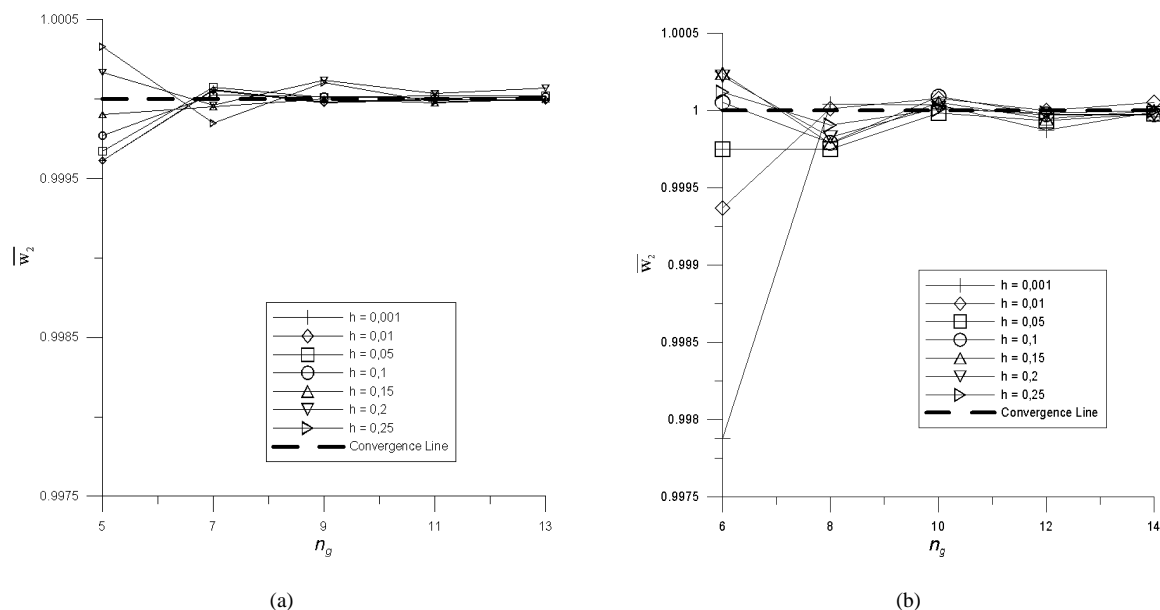 1.0005
0.9995
0.9985
0.9975
w₂
5
7
9
11
13
n_g
h = 0,001
h = 0,01
h = 0,05
h = 0,1
h = 0,15
h = 0,2
h = 0,25
Convergence Line
(a)
1.0005
1
0.9995
0.999
0.9985
0.998
0.9975
w₂
6
8
10
12
14
n_g
h = 0,001
h = 0,01
h = 0,05
h = 0,1
h = 0,15
h = 0,2
h = 0,25
Convergence Line
(b)